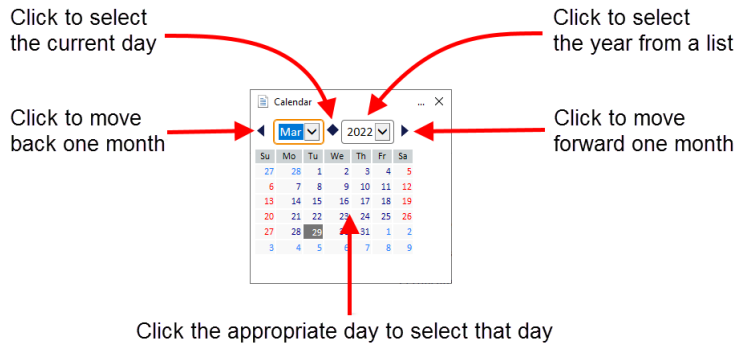 Click to select
the current day
Click to select
the year from a list
Calendar ... ×
Click to move
back one month
Mar 2022
Click to move
forward one month
Su Mo Tu We Th Fr Sa
27 28 1 2 3 4 5
6 7 8 9 10 11 12
13 14 15 16 17 18 19
20 21 22 23 24 25 26
27 28 29 31 1 2
3 4 5 6 7 8 9
Click the appropriate day to select that day